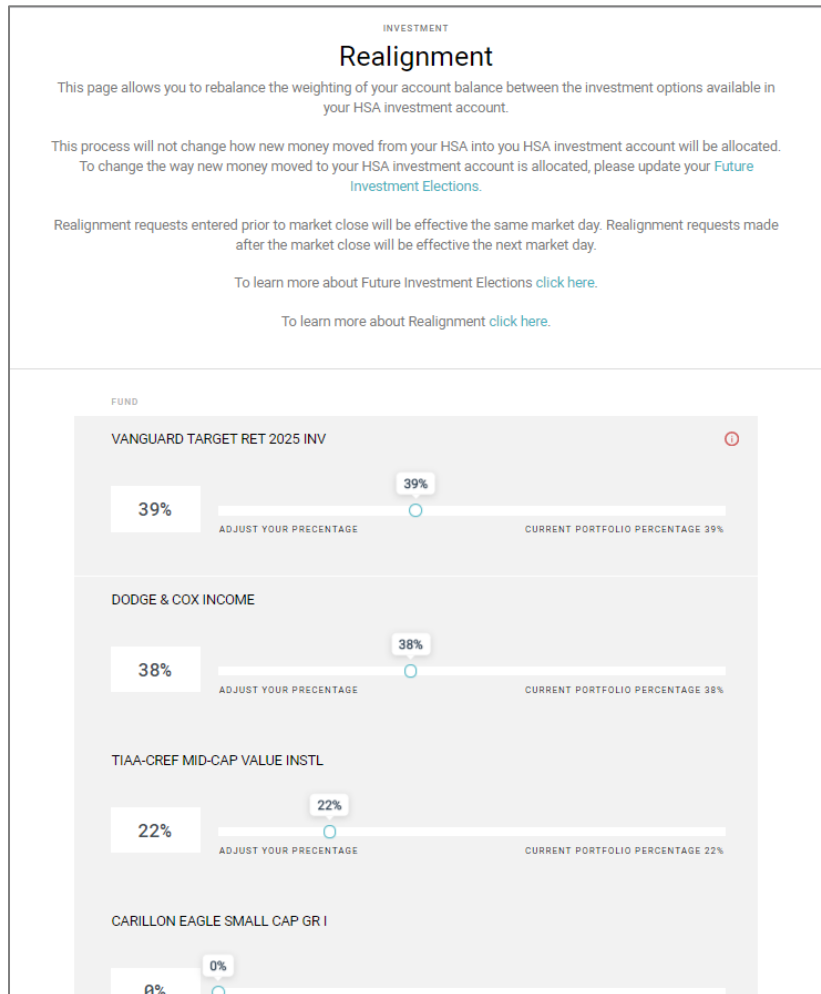 INVESTMENT
Realignment
This page allows you to rebalance the weighting of your account balance between the investment options available in
your HSA investment account.
This process will not change how new money moved from your HSA into you HSA investment account will be allocated.
To change the way new money moved to your HSA investment account is allocated, please update your Future
Investment Elections.
Realignment requests entered prior to market close will be effective the same market day. Realignment requests made
after the market close will be effective the next market day.
To learn more about Future Investment Elections click here.
To learn more about Realignment click here.
FUND
VANGUARD TARGET RET 2025 INV
39%
39%
ADJUST YOUR PRECENTAGE CURRENT PORTFOLIO PERCENTAGE 39%
DODGE & COX INCOME
38%
38%
ADJUST YOUR PRECENTAGE CURRENT PORTFOLIO PERCENTAGE 38%
TIAA-CREF MID-CAP VALUE INSTL
22%
22%
ADJUST YOUR PRECENTAGE CURRENT PORTFOLIO PERCENTAGE 22%
CARILLON EAGLE SMALL CAP GR I
0%
0%